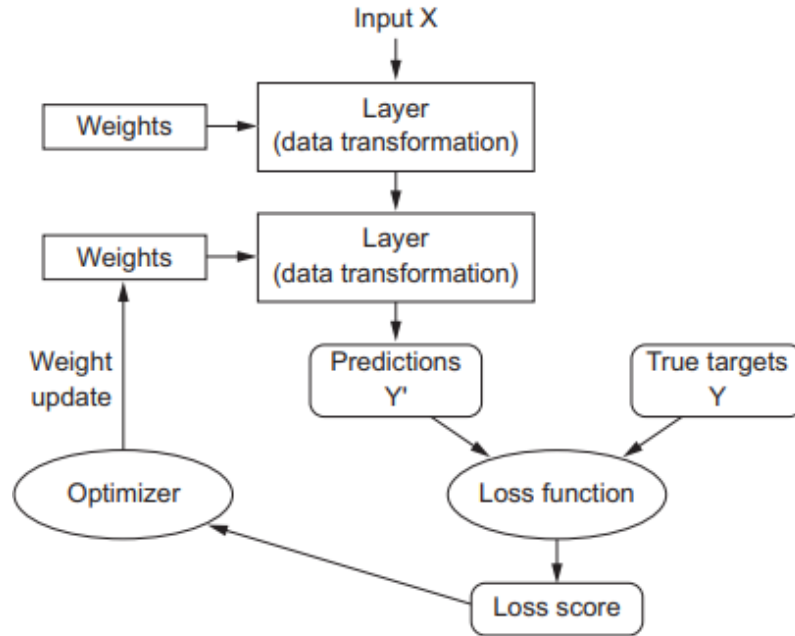 Input X
Weights
Layer
(data transformation)
Weights
Layer
(data transformation)
Weight
update
Predictions
Y'
True targets
Y
Optimizer
Loss function
Loss score